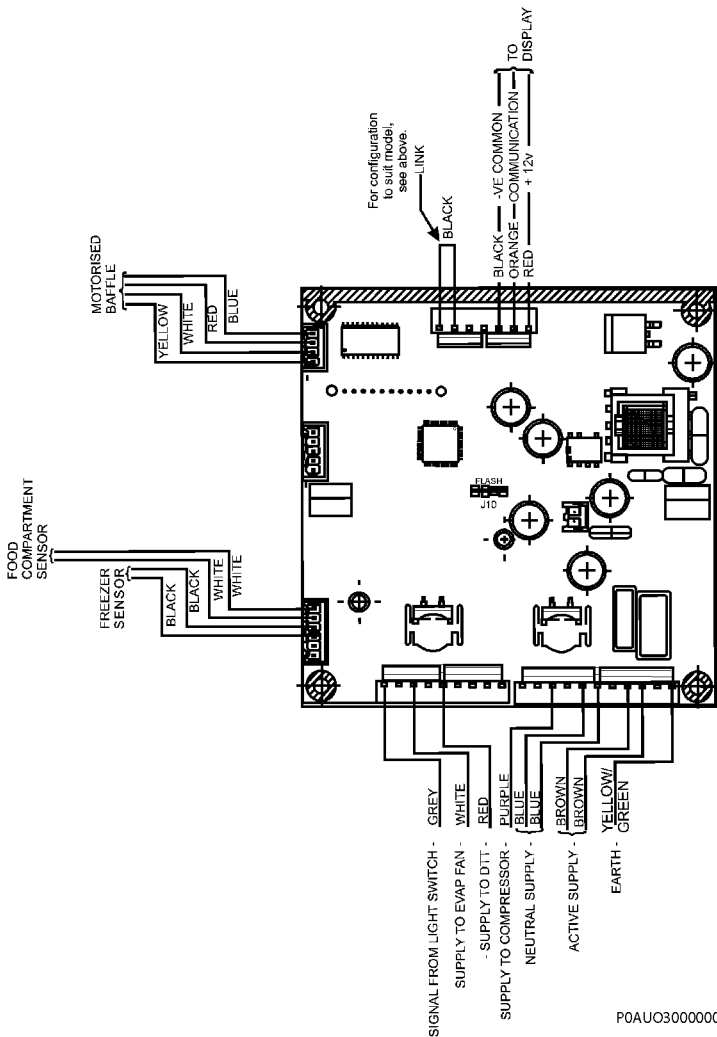 FOOD
COMPARTMENT
SENSOR
FREEZER
SENSOR
BLACK
BLACK
WHITE
WHITE
MOTORISED
BAFFLE
YELLOW
WHITE
RED
BLUE
For configuration
to suit model,
see above.
LINK
BLACK
BLACK
-VE COMMON
ORANGE
COMMUNICATION
RED
+ 12v
TO
DISPLAY
FLASH
J10
SIGNAL FROM LIGHT SWITCH - GREY
SUPPLY TO EVAP FAN - WHITE
- SUPPLY TO DTT - RED
SUPPLY TO COMPRESSOR - PURPLE
NEUTRAL SUPPLY - BLUE
BLUE
ACTIVE SUPPLY - BROWN
BROWN
EARTH - YELLOW/
GREEN
P0AUO3000000